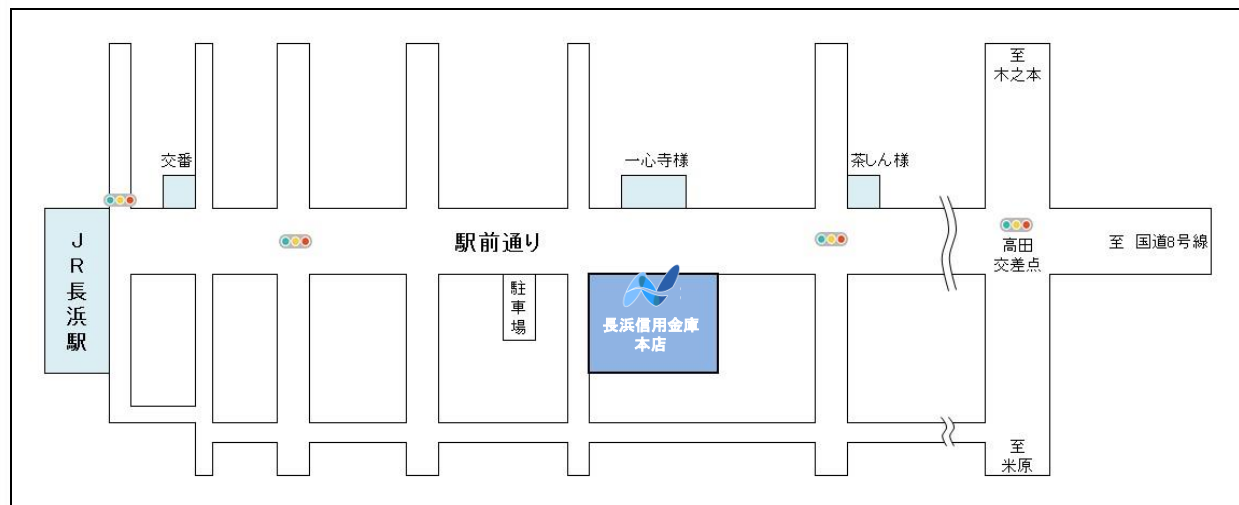 至
木之本
交番
一心寺様
茶しん様
JR長浜駅
駅前通り
高田
交差点
至 国道8号線
駐車場
長浜信用金庫
本店
至
米原